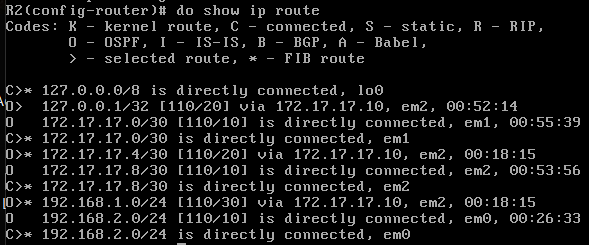 R2(config-router)# do show ip route
Codes: K - kernel route, C - connected, S - static, R - RIP,
O - OSPF, I - IS-IS, B - BGP, A - Babel,
> - selected route, * - FIB route
C>* 127.0.0.0/8 is directly connected, lo0
O> 127.0.0.1/32 [110/20] via 172.17.17.10, em2, 00:52:14
O 172.17.17.0/30 [110/10] is directly connected, em1, 00:55:39
C>* 172.17.17.0/30 is directly connected, em1
O>* 172.17.17.4/30 [110/20] via 172.17.17.10, em2, 00:18:15
O 172.17.17.8/30 [110/10] is directly connected, em2, 00:53:56
C>* 172.17.17.8/30 is directly connected, em2
O>* 192.168.1.0/24 [110/30] via 172.17.17.10, em2, 00:18:15
O 192.168.2.0/24 [110/10] is directly connected, em0, 00:26:33
C>* 192.168.2.0/24 is directly connected, em0